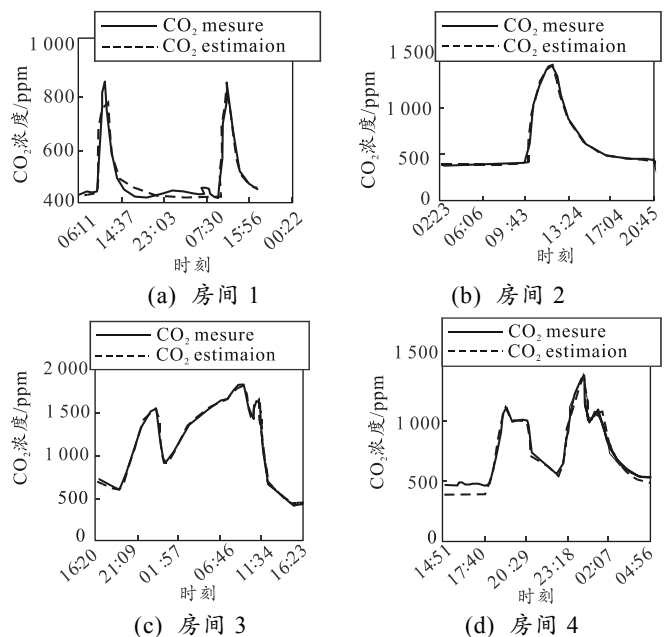 CO2 mesure
CO2 estimaion
1 000
800
600
400
CO2浓度/ppm
06:11
14:37
23:03
07:30
15:56
00:22
时刻
(a) 房间 1
CO2 mesure
CO2 estimaion
1 500
1 000
500
0
CO2浓度/ppm
02:23
06:06
09:43
13:24
17:04
20:45
时刻
(b) 房间 2
CO2 mesure
CO2 estimaion
2 000
1 500
1 000
500
0
CO2浓度/ppm
1620
21:09
01:57
06:46
11:34
16:23
时刻
(c) 房间 3
CO2 mesure
CO2 estimaion
1 500
1 000
500
0
CO2浓度/ppm
14:51
17:40
20:29
23:18
02:07
04:56
时刻
(d) 房间 4